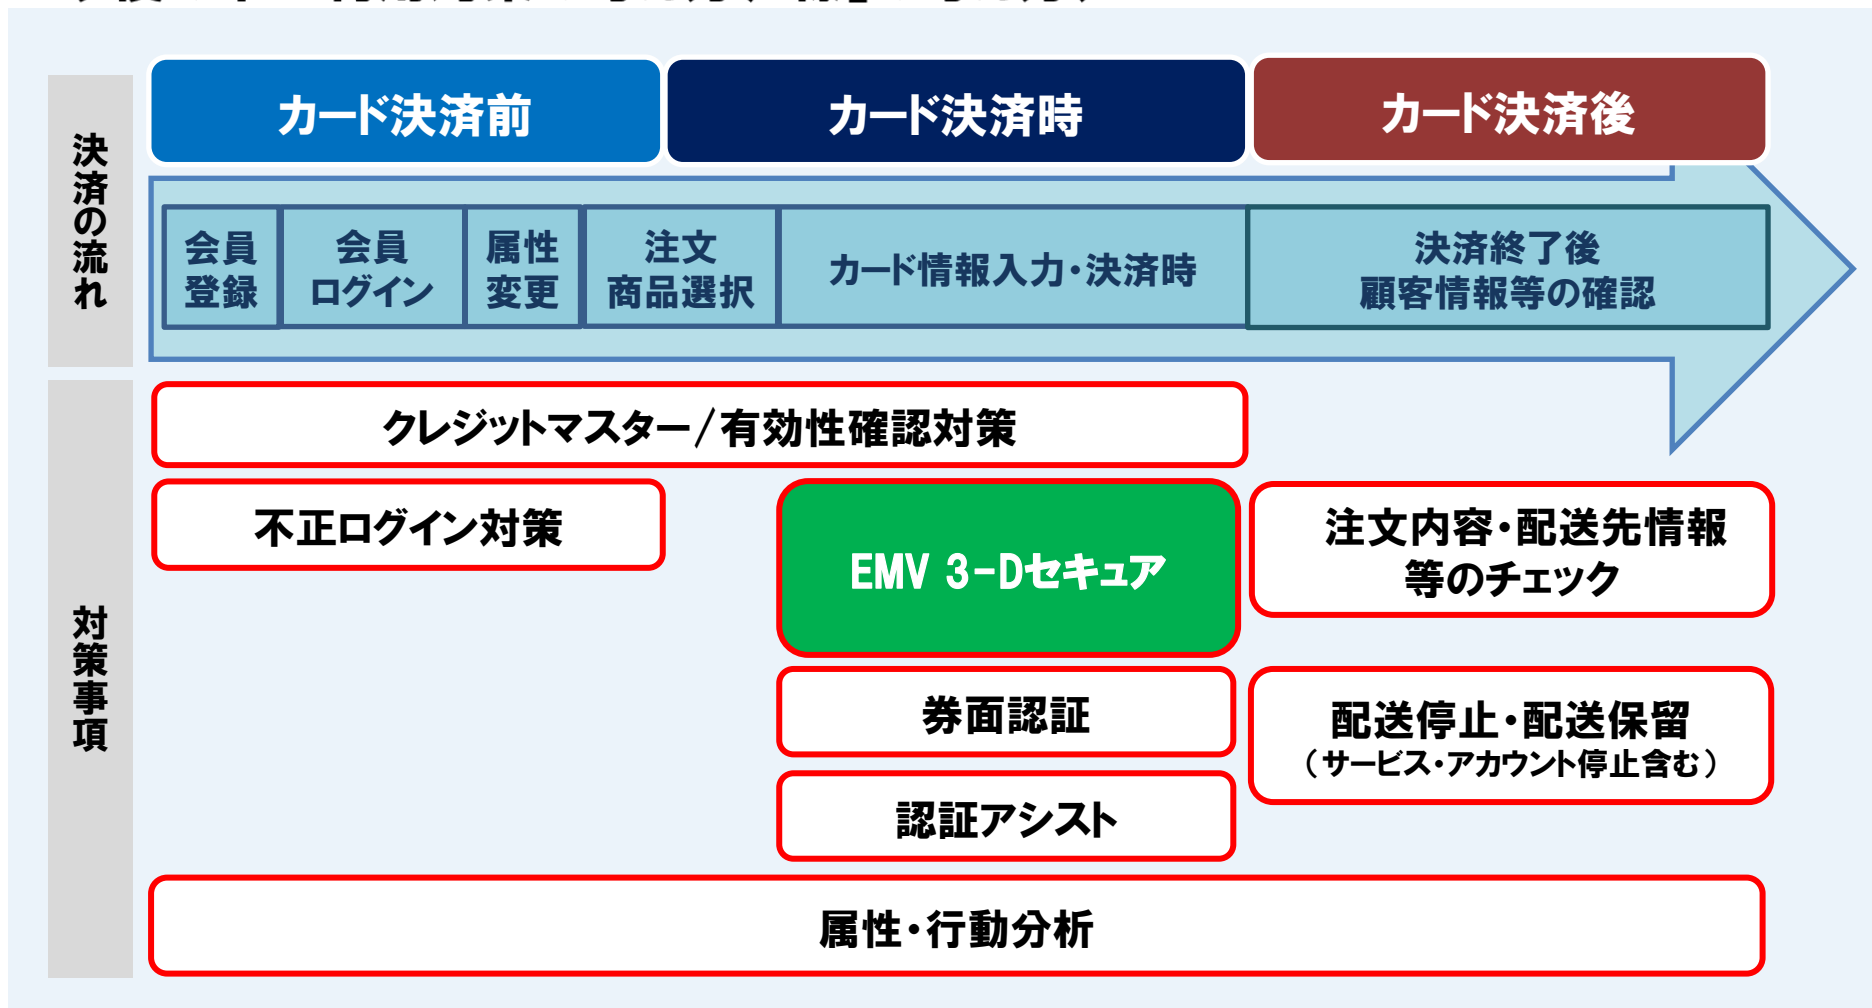 カード決済前
カード決済時
カード決済後
決済の流れ
会員
登録
会員
ログイン
属性
変更
注文
商品選択
カード情報入力・決済時
決済終了後
顧客情報等の確認
対策事項
クレジットマスター/有効性確認対策
不正ログイン対策
EMV 3-Dセキュア
注文内容・配送先情報
等のチェック
券面認証
配送停止・配送保留
(サービス・アカウント停止含む)
認証アシスト
属性・行動分析